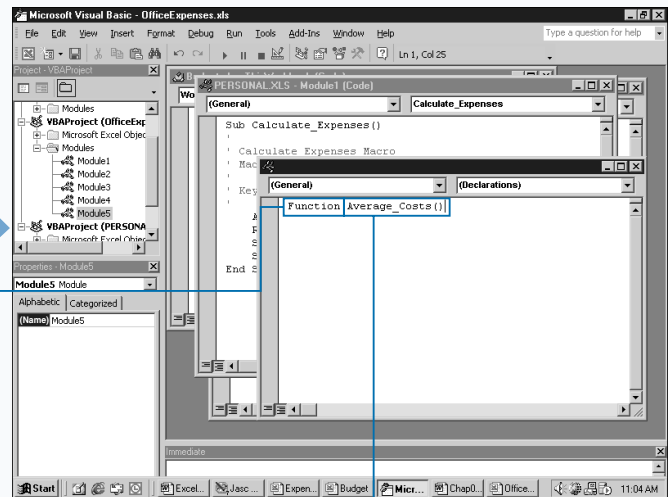 Microsoft Visual Basic - OfficeExpenses.xls
File Edit View Insert Format Debug Run Tools Add-Ins Window Help
Type a question for help
Ln 1, Col 25
Project - VBAProject
Modules
VBAProject (OfficeExp
Microsoft Excel Objec
Modules
Module1
Module2
Module3
Module4
Module5
VBAProject (PERSONA
Microsoft Excel Objec
Properties - Module5
Module5 Module
Alphabetic Categorized
(Name) Module5
Wo
PERSONAL.XLS - Module1 (Code)
(General) Calculate_Expenses
Sub Calculate_Expenses()
'
' Calculate Expenses Macro
' Mac
'
' Key
'
End S
(General) (Declarations)
Function Average_Costs()
Immediate
Start Excel... Jasc ... Expen... Budget Micr... Chap0... Office... 11:04 AM